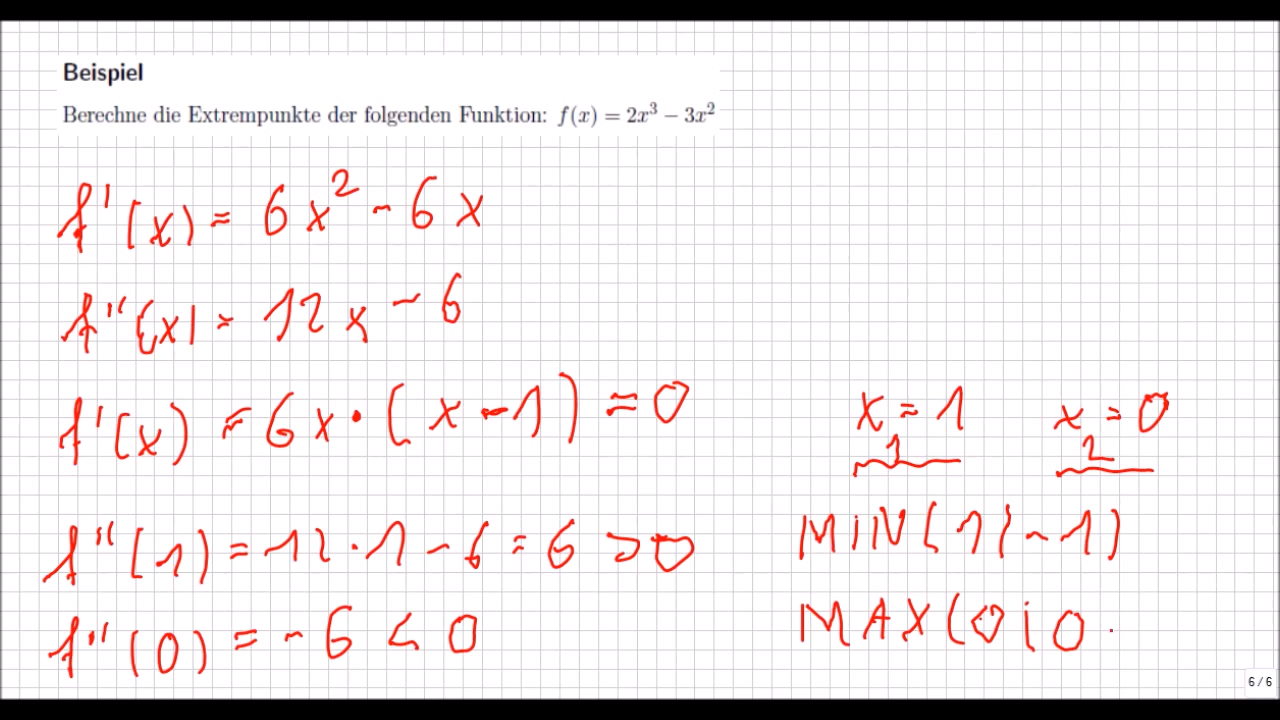 Beispiel
Berechne die Extrempunkte der folgenden Funktion: f(x) = 2x³ − 3x²
f'(x) = 6x² - 6x
f''(x) = 12x - 6
f'(x) = 6x · (x - 1) = 0
x₁ = 1 x₂ = 0
f''(1) = 12 · 1 - 6 = 6 > 0
MIN(1|-1)
f''(0) = -6 < 0
MAX(0|0
6 / 6